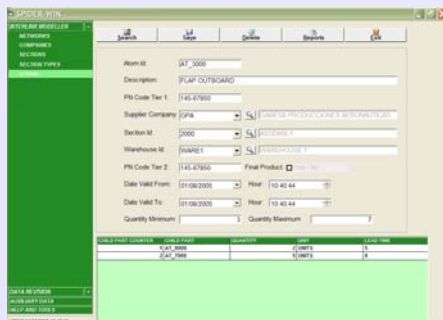 SPIDER-WIN
INTERLINK MODELLER
NETWORKS
COMPANIES
SECTIONS
SECTION TYPES
Search Save Delete Reports Exit
Atom Id: AT_3000
Description: FLAP OUTBOARD
PN Code Tier 1: 145-67850
Supplier Company: GPA GAMESA PRODUCCIONES AERONAUTICAS
Section Id: 2000 ASSEMBLY
Warehouse Id: WARE1 WAREHOUSE 1
PN Code Tier 2: 145-67850 Final Product:
Date Valid From: 01/08/2005 Hour: 10:40:44
Date Valid To: 01/08/2005 Hour: 10:40:44
Quantity Minimum: 3 Quantity Maximum: 7
CHILD PART COUNTER CHILD PART QUANTITY UNIT LEAD TIME
1 2 UNITS 5
2 AT_7000 5 UNITS 8
DATA REVISION
AUXILIARY DATA
HELP AND TOOLS